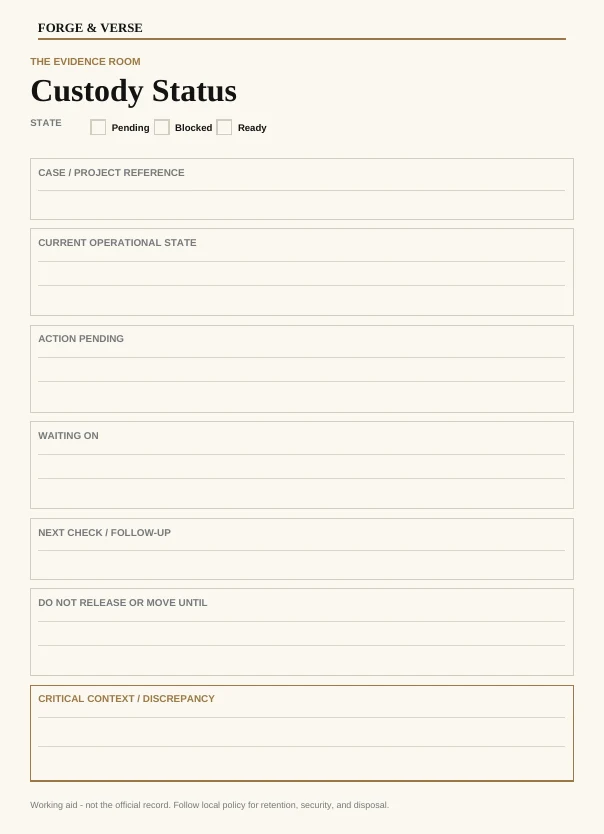 FORGE & VERSE
THE EVIDENCE ROOM
Custody Status
STATE Pending Blocked Ready
CASE / PROJECT REFERENCE
CURRENT OPERATIONAL STATE
ACTION PENDING
WAITING ON
NEXT CHECK / FOLLOW-UP
DO NOT RELEASE OR MOVE UNTIL
CRITICAL CONTEXT / DISCREPANCY
Working aid - not the official record. Follow local policy for retention, security, and disposal.